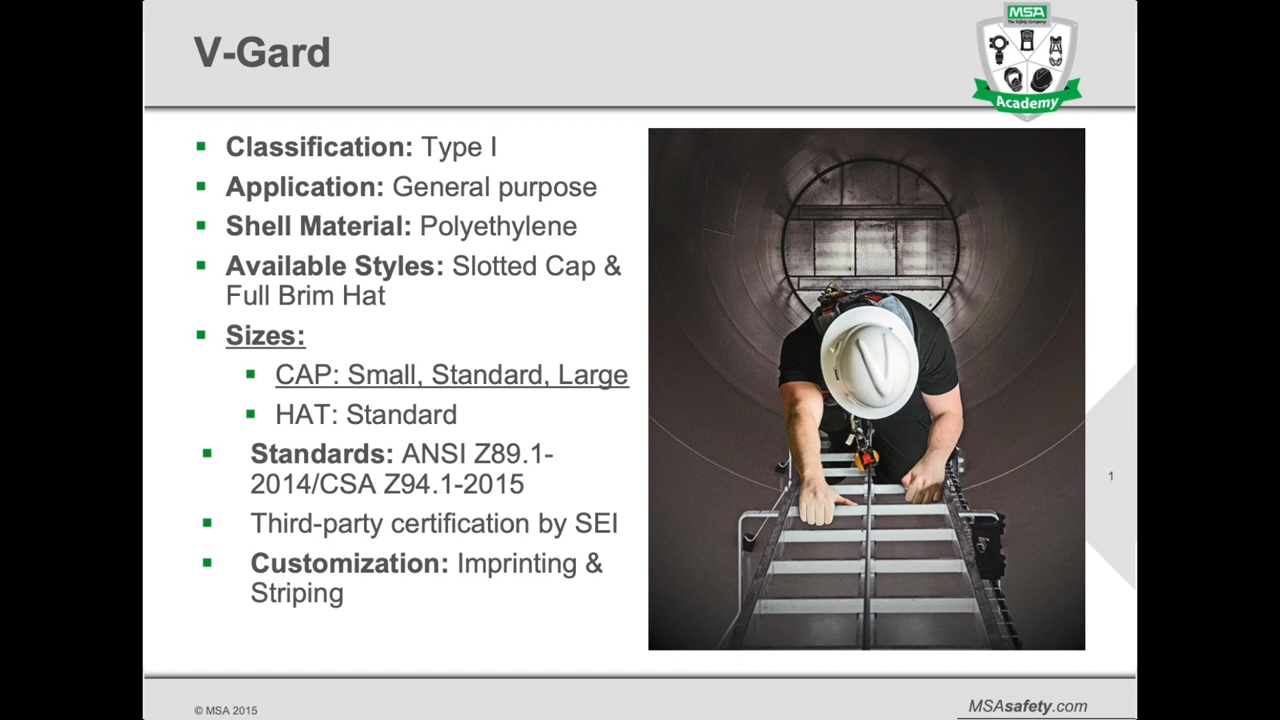 V-Gard
MSA
The Safety Company
Academy
Classification: Type I
Application: General purpose
Shell Material: Polyethylene
Available Styles: Slotted Cap &
Full Brim Hat
Sizes:
CAP: Small, Standard, Large
HAT: Standard
Standards: ANSI Z89.1-
2014/CSA Z94.1-2015
Third-party certification by SEI
Customization: Imprinting &
Striping
1
© MSA 2015
MSAsafety.com